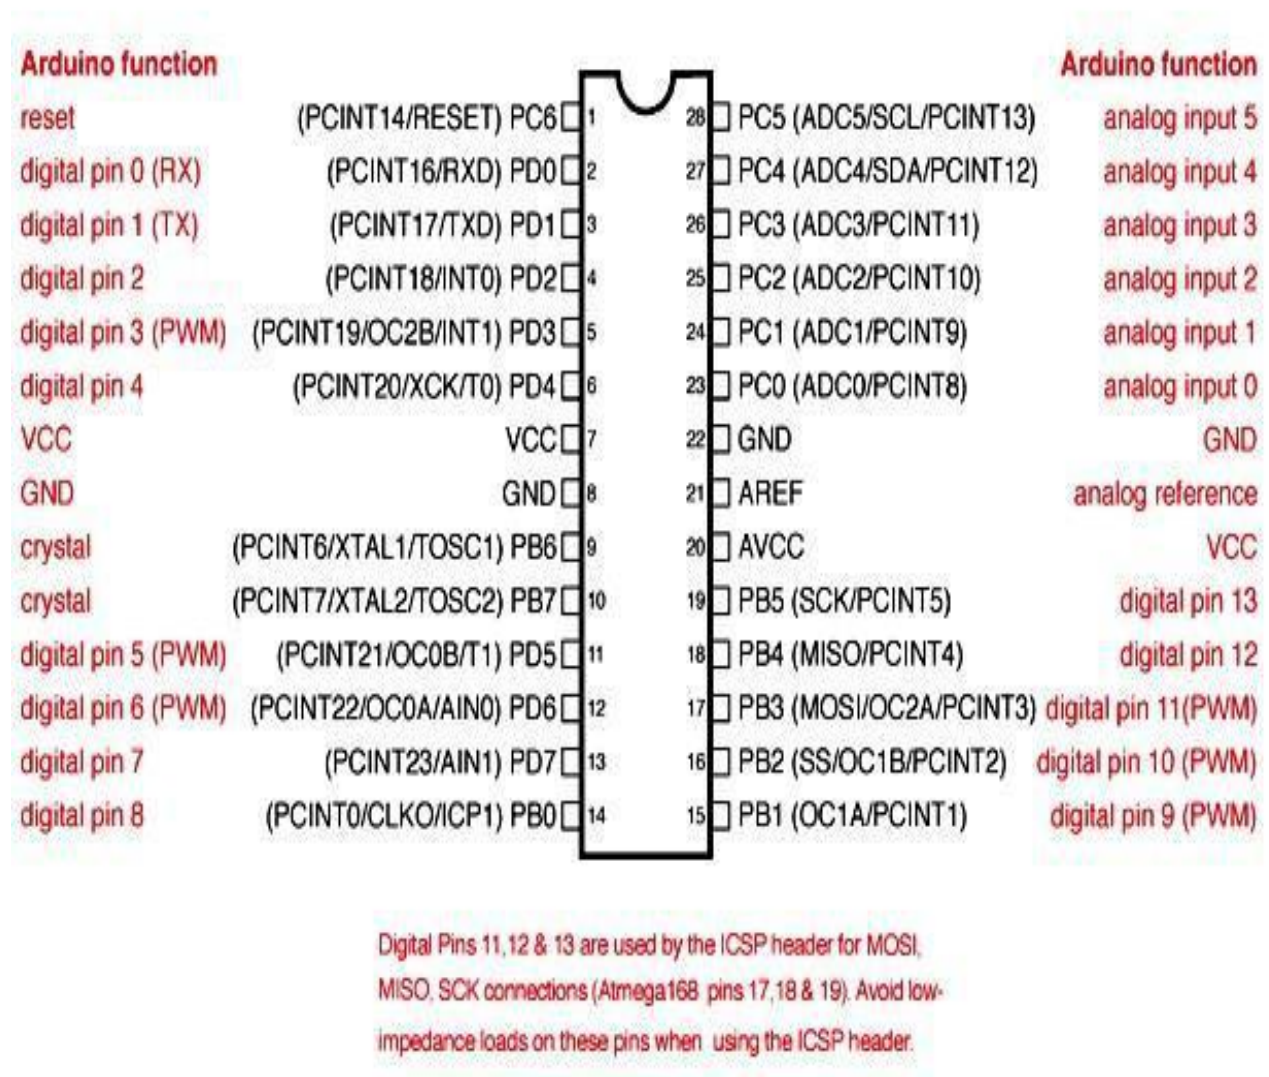 Arduino function Arduino function
reset (PCINT14/RESET) PC6 1 28 PC5 (ADC5/SCL/PCINT13) analog input 5
digital pin 0 (RX) (PCINT16/RXD) PD0 2 27 PC4 (ADC4/SDA/PCINT12) analog input 4
digital pin 1 (TX) (PCINT17/TXD) PD1 3 26 PC3 (ADC3/PCINT11) analog input 3
digital pin 2 (PCINT18/INT0) PD2 4 25 PC2 (ADC2/PCINT10) analog input 2
digital pin 3 (PWM) (PCINT19/OC2B/INT1) PD3 5 24 PC1 (ADC1/PCINT9) analog input 1
digital pin 4 (PCINT20/XCK/T0) PD4 6 23 PC0 (ADC0/PCINT8) analog input 0
VCC VCC 7 22 GND GND
GND GND 8 21 AREF analog reference
crystal (PCINT6/XTAL1/TOSC1) PB6 9 20 AVCC VCC
crystal (PCINT7/XTAL2/TOSC2) PB7 10 19 PB5 (SCK/PCINT5) digital pin 13
digital pin 5 (PWM) (PCINT21/OC0B/T1) PD5 11 18 PB4 (MISO/PCINT4) digital pin 12
digital pin 6 (PWM) (PCINT22/OC0A/AIN0) PD6 12 17 PB3 (MOSI/OC2A/PCINT3) digital pin 11(PWM)
digital pin 7 (PCINT23/AIN1) PD7 13 16 PB2 (SS/OC1B/PCINT2) digital pin 10 (PWM)
digital pin 8 (PCINT0/CLKO/ICP1) PB0 14 15 PB1 (OC1A/PCINT1) digital pin 9 (PWM)
Digital Pins 11,12 & 13 are used by the ICSP header for MOSI,
MISO, SCK connections (Atmega168 pins 17,18 & 19). Avoid low-
impedance loads on these pins when using the ICSP header.